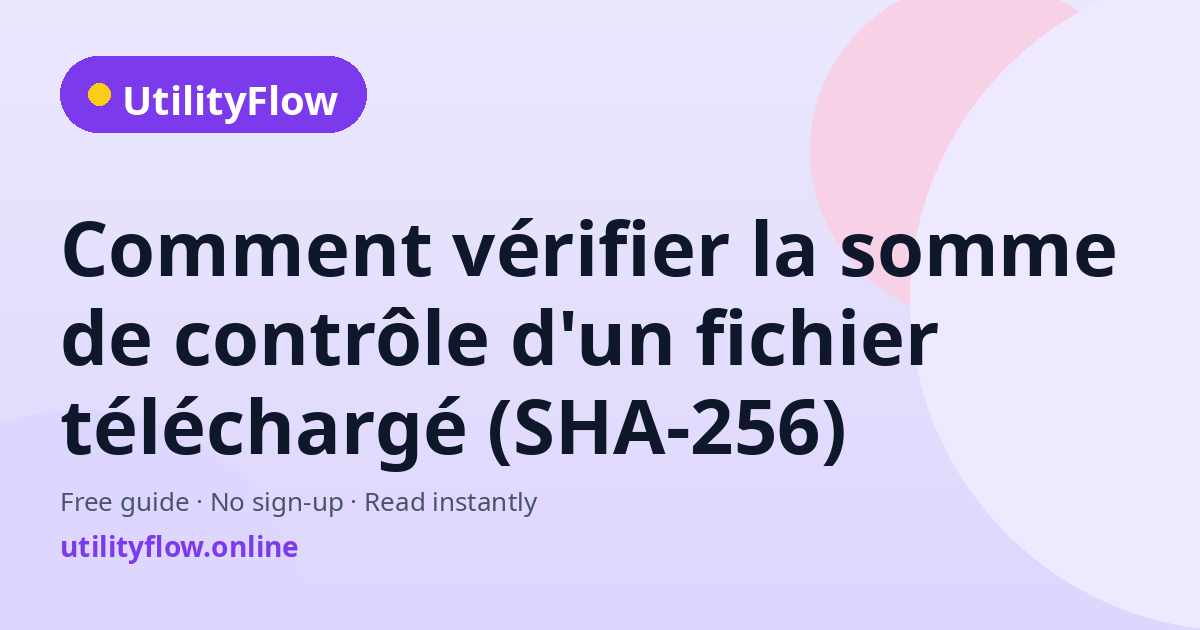 UtilityFlow
Comment vérifier la somme
de contrôle d'un fichier
téléchargé (SHA-256)
Free guide · No sign-up · Read instantly
utilityflow.online